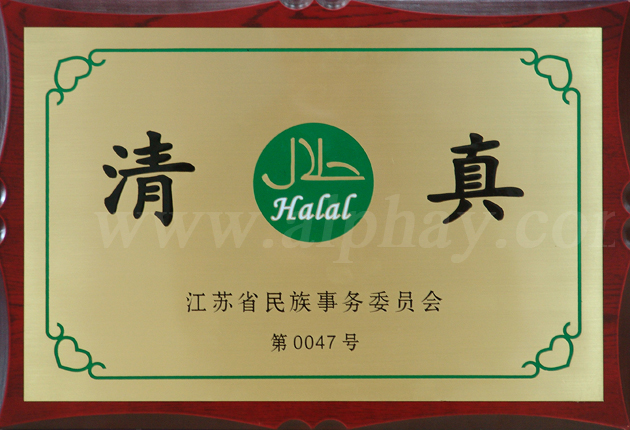 清 حلال 真
Halal
www.alphay.com
江苏省民族事务委员会
第0047号